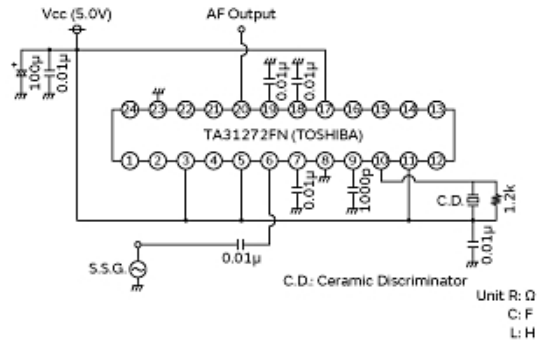 Vcc (5.0V)
AF Output
100μ
0.01μ
0.01μ
0.01μ
24 23 22 21 20 19 18 17 16 15 14 13
TA31272FN (TOSHIBA)
1 2 3 4 5 6 7 8 9 10 11 12
0.01μ
1000p
C.D.
1.2k
0.01μ
S.S.G.
0.01μ
C.D.: Ceramic Discriminator
Unit R: Ω
C: F
L: H